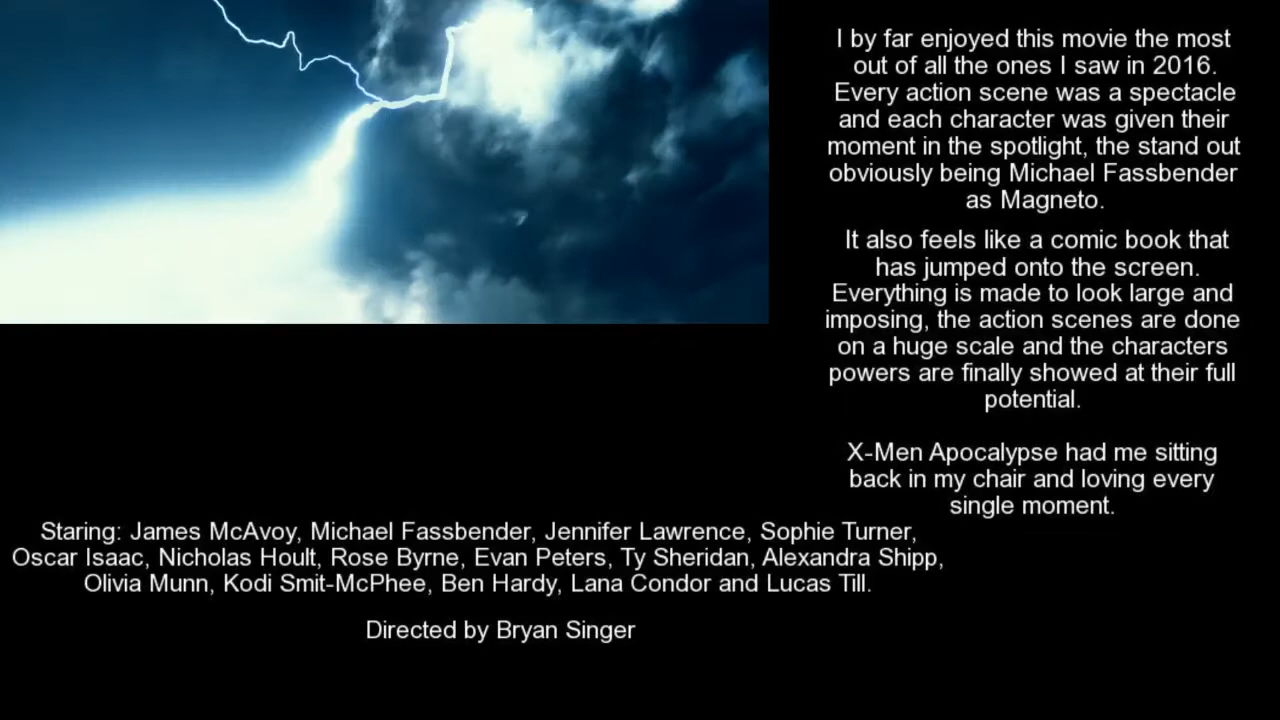 I by far enjoyed this movie the most
out of all the ones I saw in 2016.
Every action scene was a spectacle
and each character was given their
moment in the spotlight, the stand out
obviously being Michael Fassbender
as Magneto.
It also feels like a comic book that
has jumped onto the screen.
Everything is made to look large and
imposing, the action scenes are done
on a huge scale and the characters
powers are finally showed at their full
potential.
X-Men Apocalypse had me sitting
back in my chair and loving every
single moment.
Staring: James McAvoy, Michael Fassbender, Jennifer Lawrence, Sophie Turner,
Oscar Isaac, Nicholas Hoult, Rose Byrne, Evan Peters, Ty Sheridan, Alexandra Shipp,
Olivia Munn, Kodi Smit-McPhee, Ben Hardy, Lana Condor and Lucas Till.
Directed by Bryan Singer